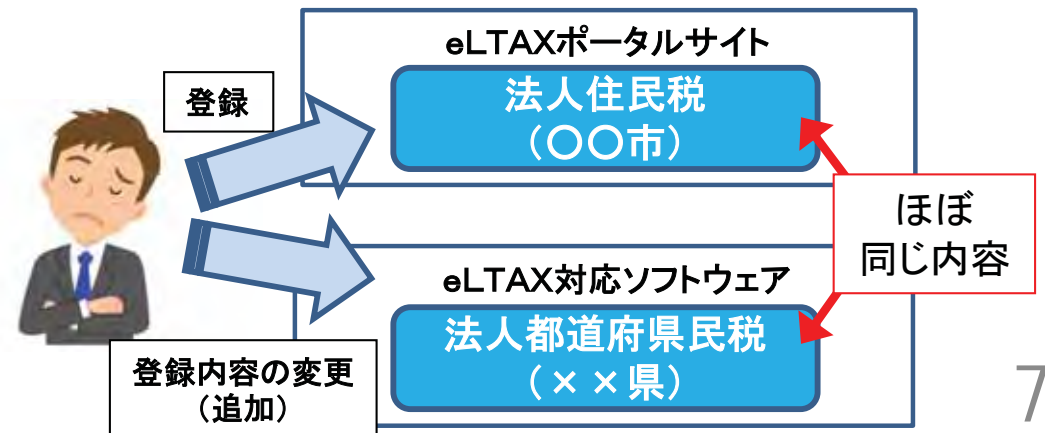 eLTAXポータルサイト
登録
法人住民税
（〇〇市）
ほぼ
同じ内容
eLTAX対応ソフトウェア
法人都道府県民税
（××県）
登録内容の変更
（追加）
7